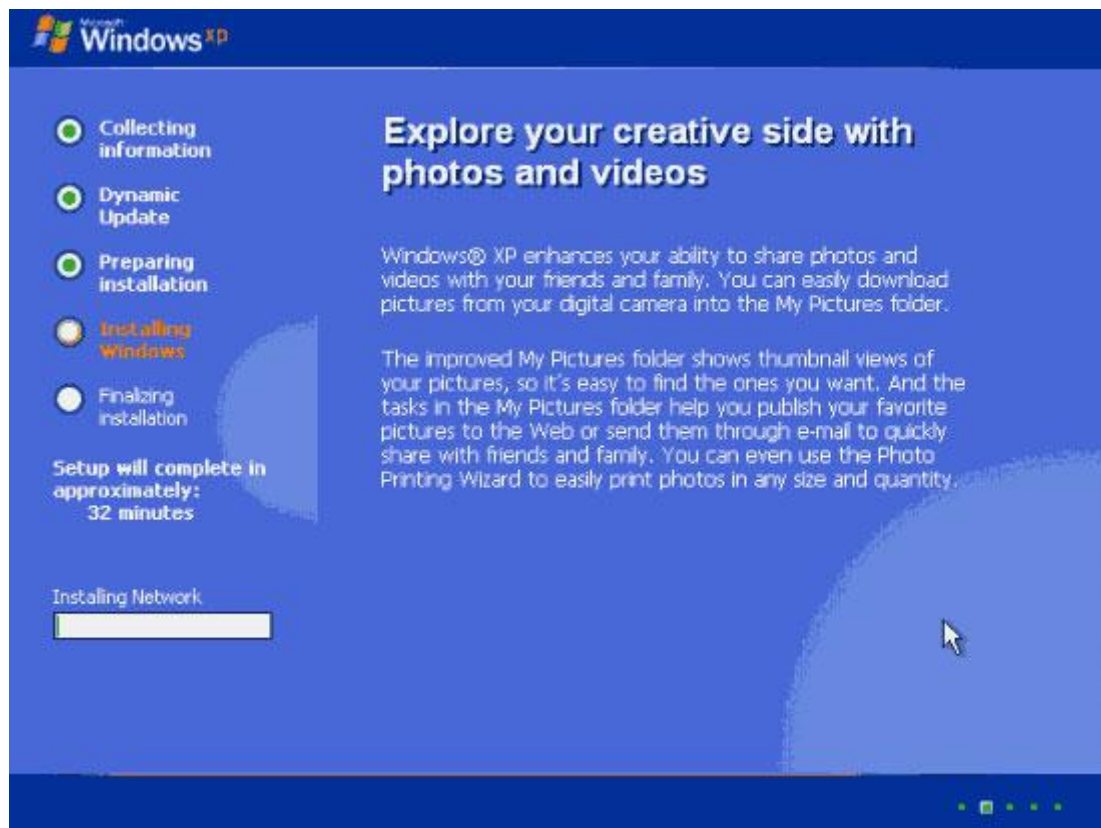 Microsoft
Windows xp
Collecting
information
Dynamic
Update
Preparing
installation
Installing
Windows
Finalizing
installation
Setup will complete in
approximately:
32 minutes
Installing Network
Explore your creative side with
photos and videos
Windows® XP enhances your ability to share photos and
videos with your friends and family. You can easily download
pictures from your digital camera into the My Pictures folder.
The improved My Pictures folder shows thumbnail views of
your pictures, so it's easy to find the ones you want. And the
tasks in the My Pictures folder help you publish your favorite
pictures to the Web or send them through e-mail to quickly
share with friends and family. You can even use the Photo
Printing Wizard to easily print photos in any size and quantity.